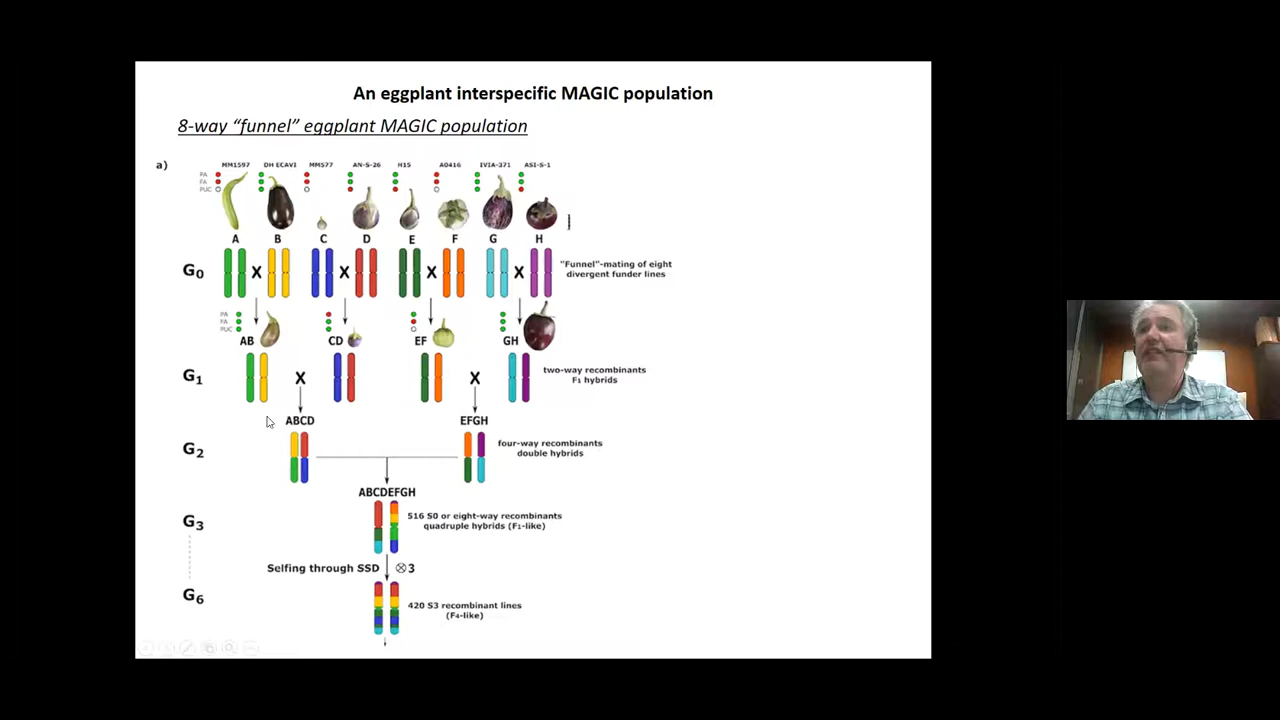 An eggplant interspecific MAGIC population
8-way “funnel” eggplant MAGIC population
a)
MM1597 DH ECAVI MM577 AN-S-26 H15 A0416 IVIA-371 ASI-S-1
PA
FA
PUC
A B C D E F G H
G0 X X X X "Funnel"-mating of eight
divergent funder lines
PA
FA
PUC
AB CD EF GH
G1 X X two-way recombinants
F1 hybrids
ABCD EFGH
G2 four-way recombinants
double hybrids
ABCDEFGH
G3 516 S0 or eight-way recombinants
quadruple hybrids (F1-like)
Selfing through SSD ⊗3
G6 420 S3 recombinant lines
(F4-like)